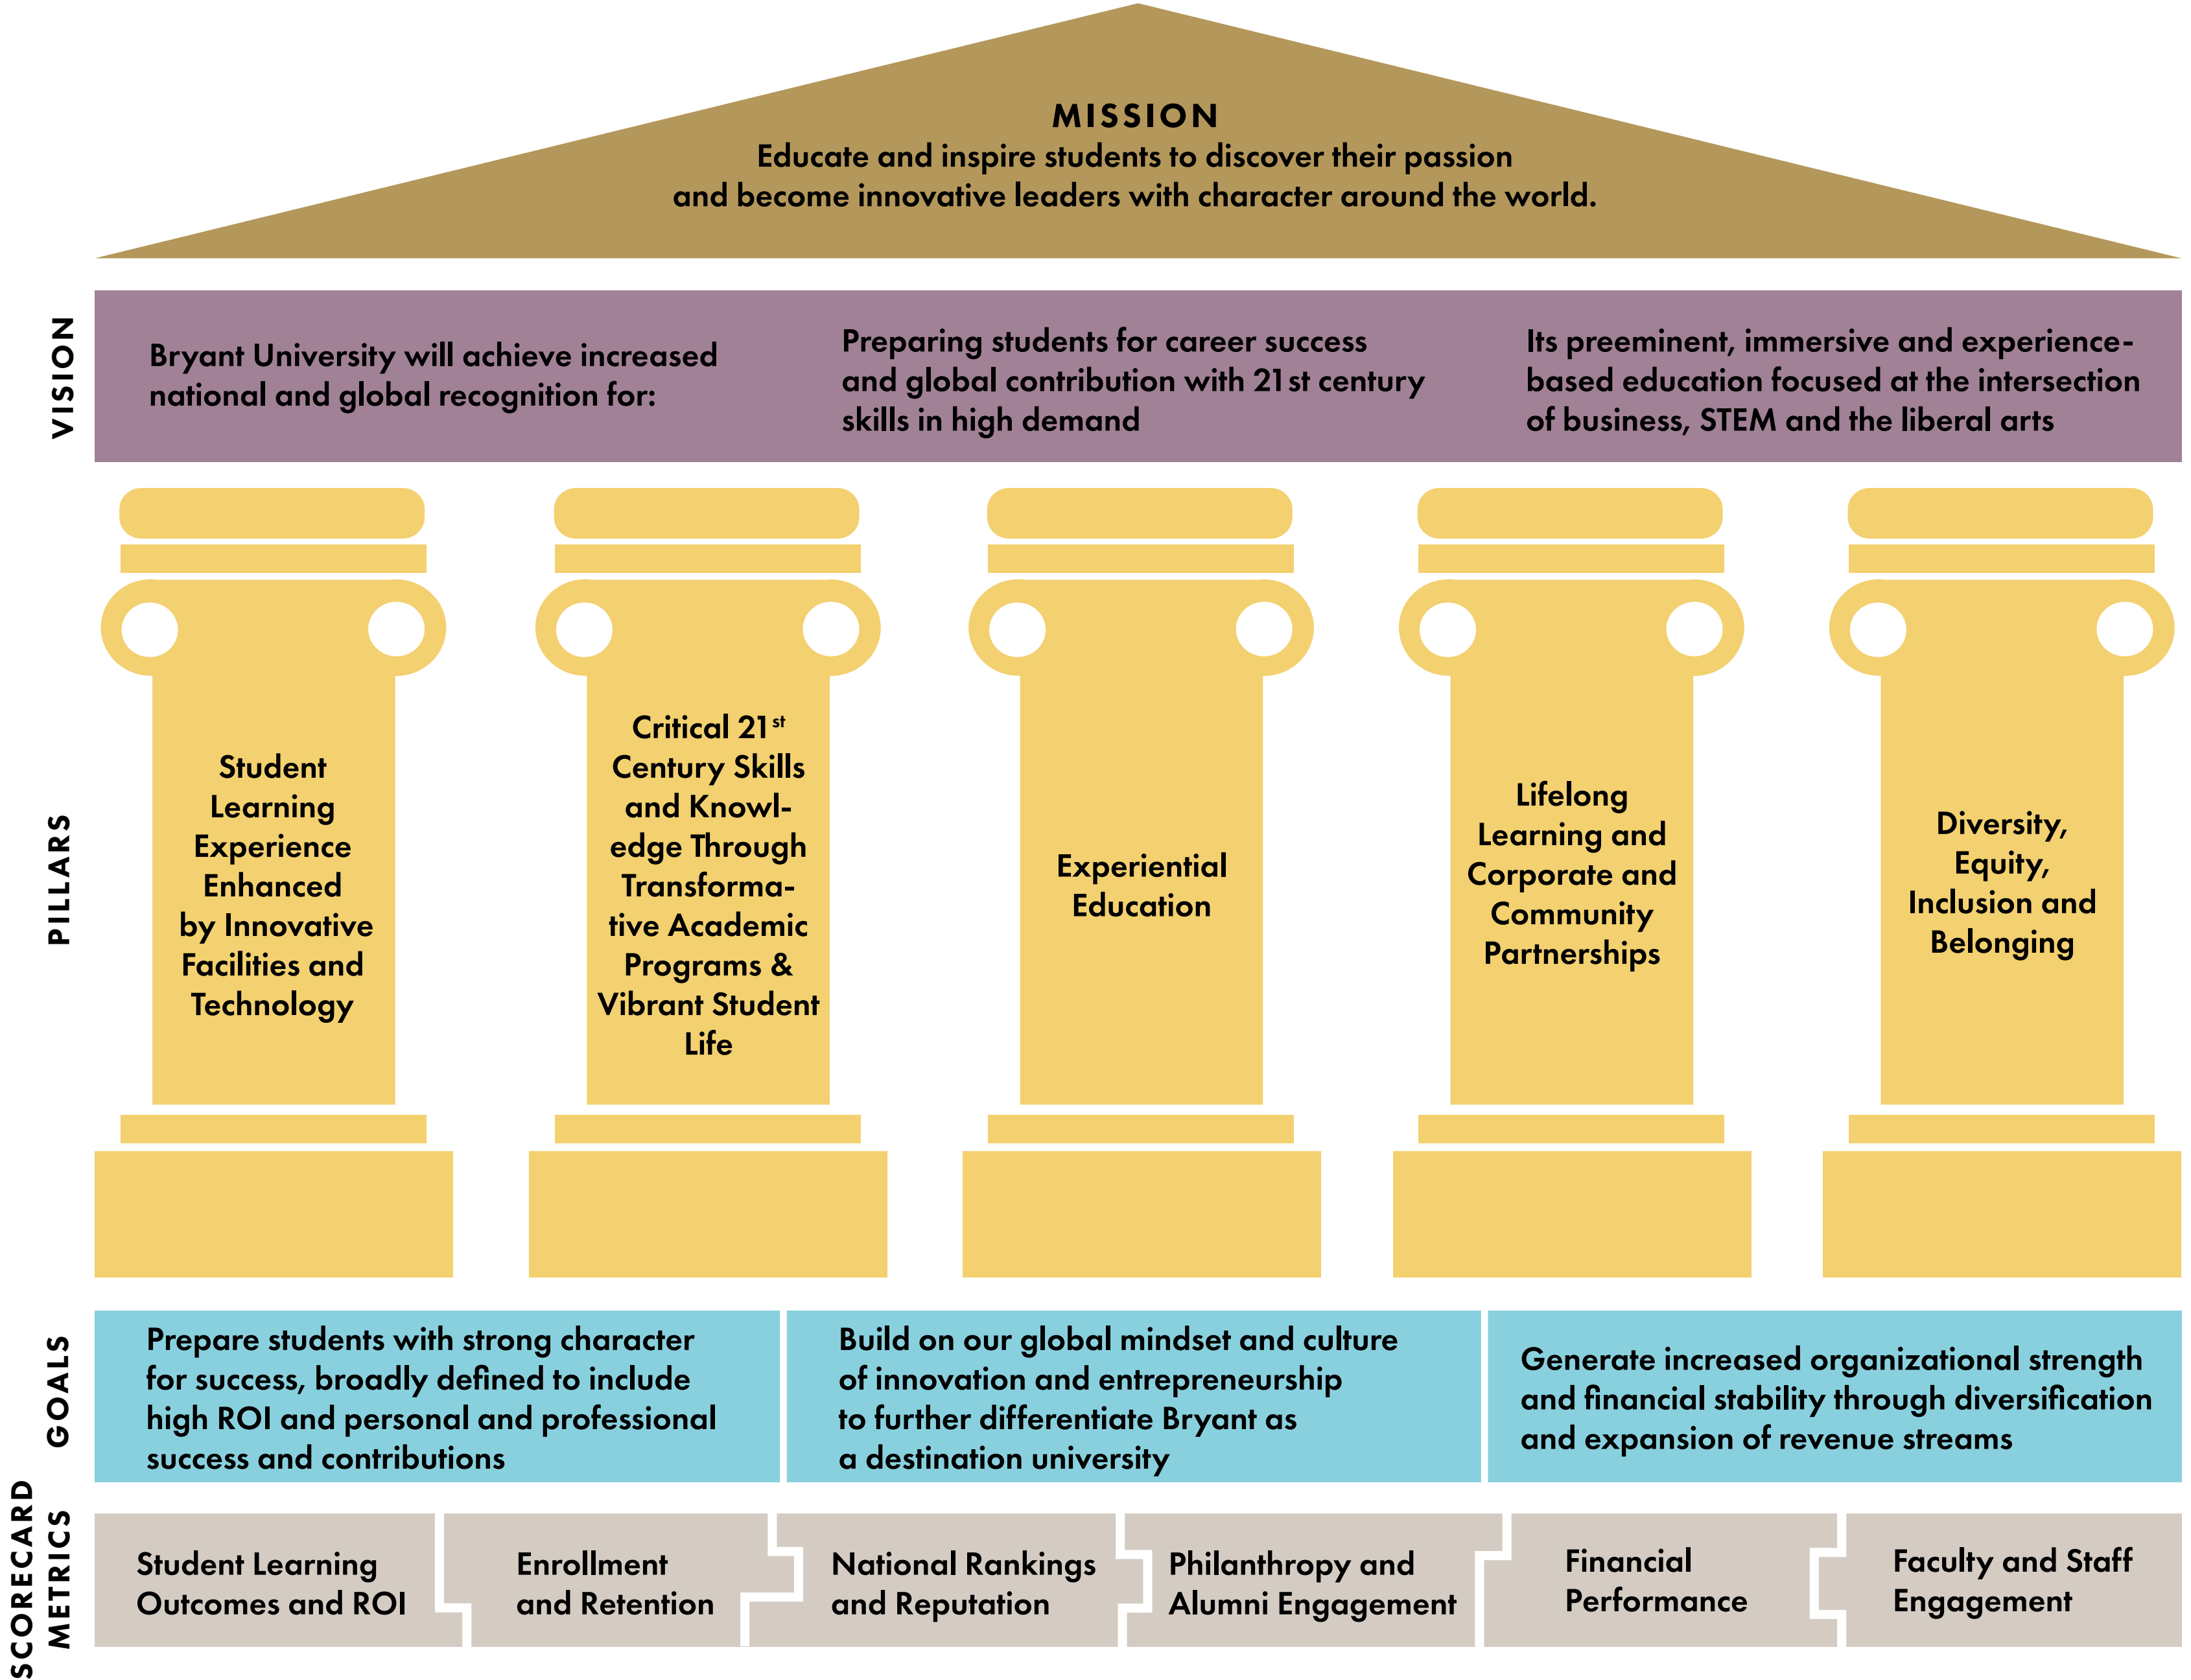 MISSION
Educate and inspire students to discover their passion
and become innovative leaders with character around the world.
VISION
Bryant University will achieve increased
national and global recognition for:
Preparing students for career success
and global contribution with 21st century
skills in high demand
Its preeminent, immersive and experience-
based education focused at the intersection
of business, STEM and the liberal arts
PILLARS
Student
Learning
Experience
Enhanced
by Innovative
Facilities and
Technology
Critical 21st
Century Skills
and Knowl-
edge Through
Transforma-
tive Academic
Programs &
Vibrant Student
Life
Experiential
Education
Lifelong
Learning and
Corporate and
Community
Partnerships
Diversity,
Equity,
Inclusion and
Belonging
GOALS
Prepare students with strong character
for success, broadly defined to include
high ROI and personal and professional
success and contributions
Build on our global mindset and culture
of innovation and entrepreneurship
to further differentiate Bryant as
a destination university
Generate increased organizational strength
and financial stability through diversification
and expansion of revenue streams
SCORECARD
METRICS
Student Learning
Outcomes and ROI
Enrollment
and Retention
National Rankings
and Reputation
Philanthropy and
Alumni Engagement
Financial
Performance
Faculty and Staff
Engagement